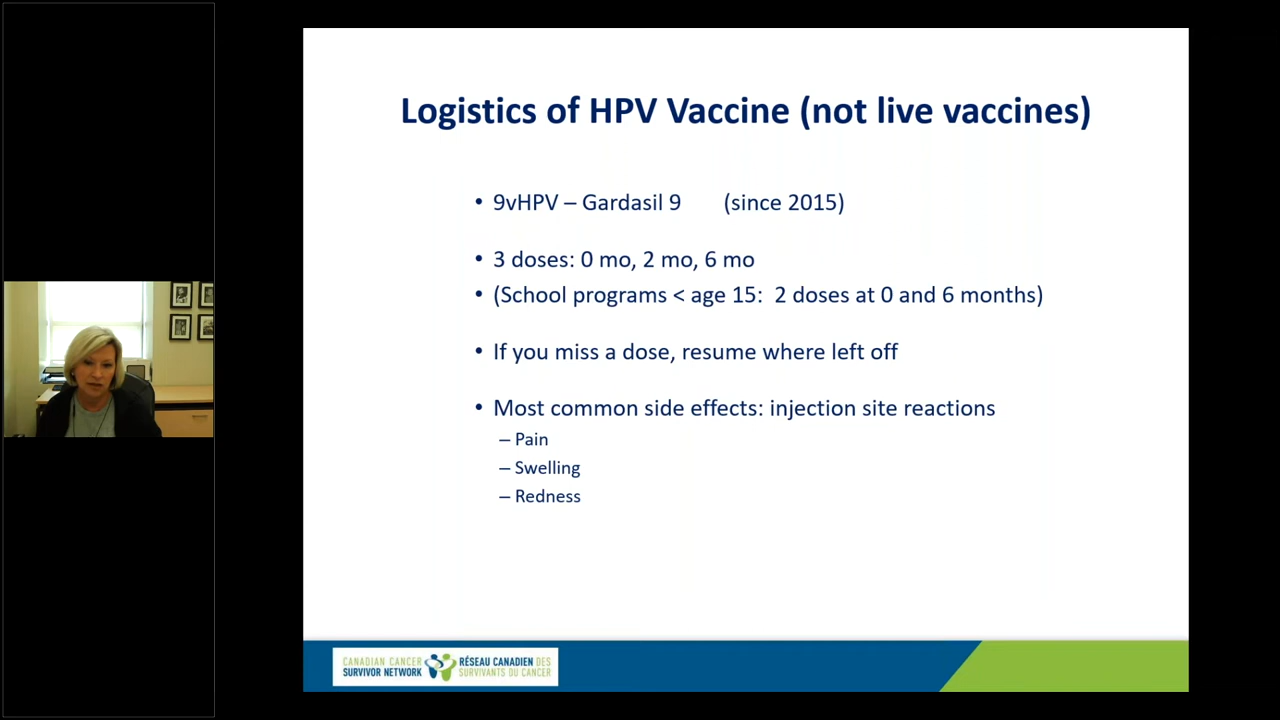 Logistics of HPV Vaccine (not live vaccines)
• 9vHPV – Gardasil 9 (since 2015)
• 3 doses: 0 mo, 2 mo, 6 mo
• (School programs < age 15: 2 doses at 0 and 6 months)
• If you miss a dose, resume where left off
• Most common side effects: injection site reactions
– Pain
– Swelling
– Redness
CANADIAN CANCER
SURVIVOR NETWORK
RÉSEAU CANADIEN DES
SURVIVANTS DU CANCER